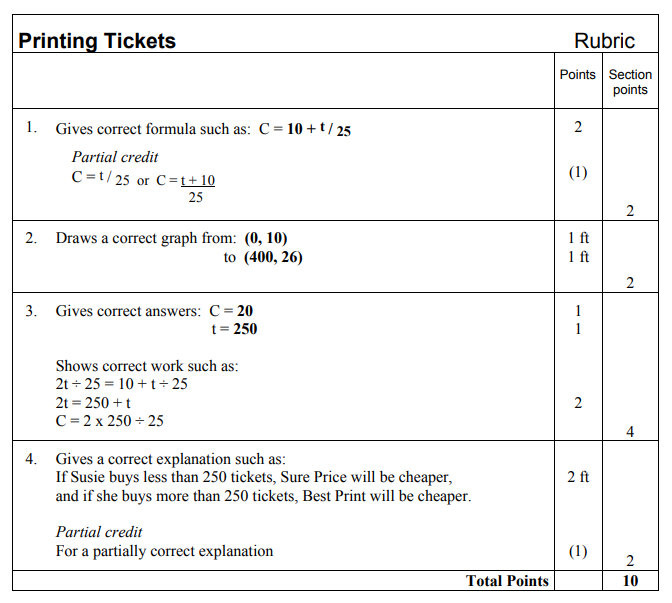 Printing Tickets Rubric
Points Section
points
1. Gives correct formula such as: C = 10 + t / 25 2
Partial credit
C = t / 25 or C = t + 10 (1)
25
2
2. Draws a correct graph from: (0, 10) 1 ft
to (400, 26) 1 ft
2
3. Gives correct answers: C = 20 1
t = 250 1
Shows correct work such as:
2t ÷ 25 = 10 + t ÷ 25
2t = 250 + t 2
C = 2 x 250 ÷ 25
4
4. Gives a correct explanation such as:
If Susie buys less than 250 tickets, Sure Price will be cheaper, 2 ft
and if she buys more than 250 tickets, Best Print will be cheaper.
Partial credit
For a partially correct explanation (1)
2
Total Points 10